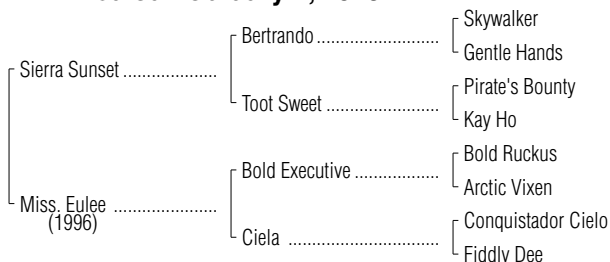 Skywalker
Bertrando ....................
Gentle Hands
Sierra Sunset ...................
Pirate's Bounty
Toot Sweet .......................
Kay Ho
Bold Ruckus
Bold Executive .................
Arctic Vixen
Miss. Eulee .....................
(1996)
Conquistador Cielo
Ciela ..............................
Fiddly Dee